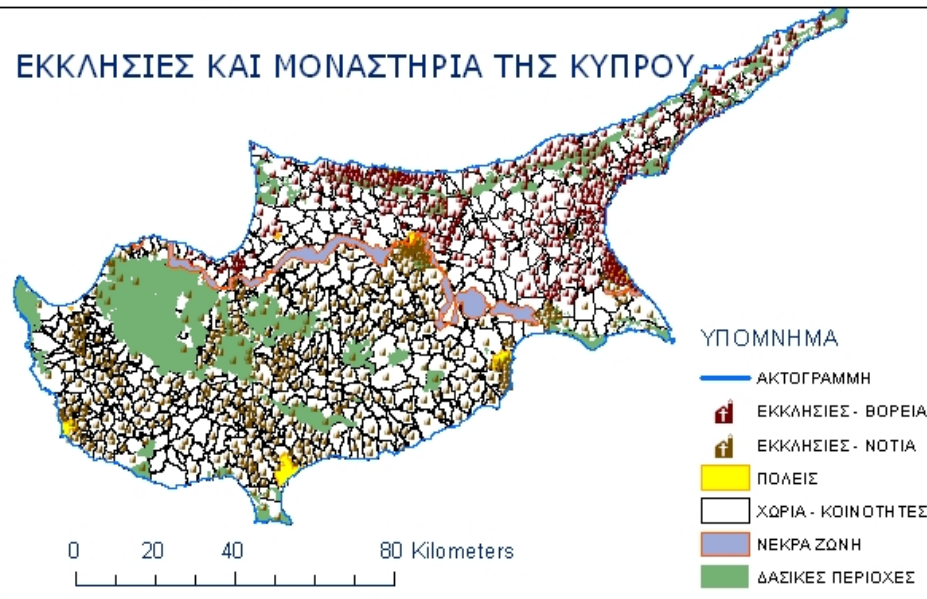 ΕΚΚΛΗΣΙΕΣ ΚΑΙ ΜΟΝΑΣΤΗΡΙΑ ΤΗΣ ΚΥΠΡΟΥ
ΥΠΟΜΝΗΜΑ
ΑΚΤΟΓΡΑΜΜΗ
ΕΚΚΛΗΣΙΕΣ - ΒΟΡΕΙΑ
ΕΚΚΛΗΣΙΕΣ - ΝΟΤΙΑ
ΠΟΛΕΙΣ
ΧΩΡΙΑ - ΚΟΙΝΟΤΗΤΕΣ
ΝΕΚΡΑ ΖΩΝΗ
ΔΑΣΙΚΕΣ ΠΕΡΙΟΧΕΣ
0 20 40 80 Kilometers